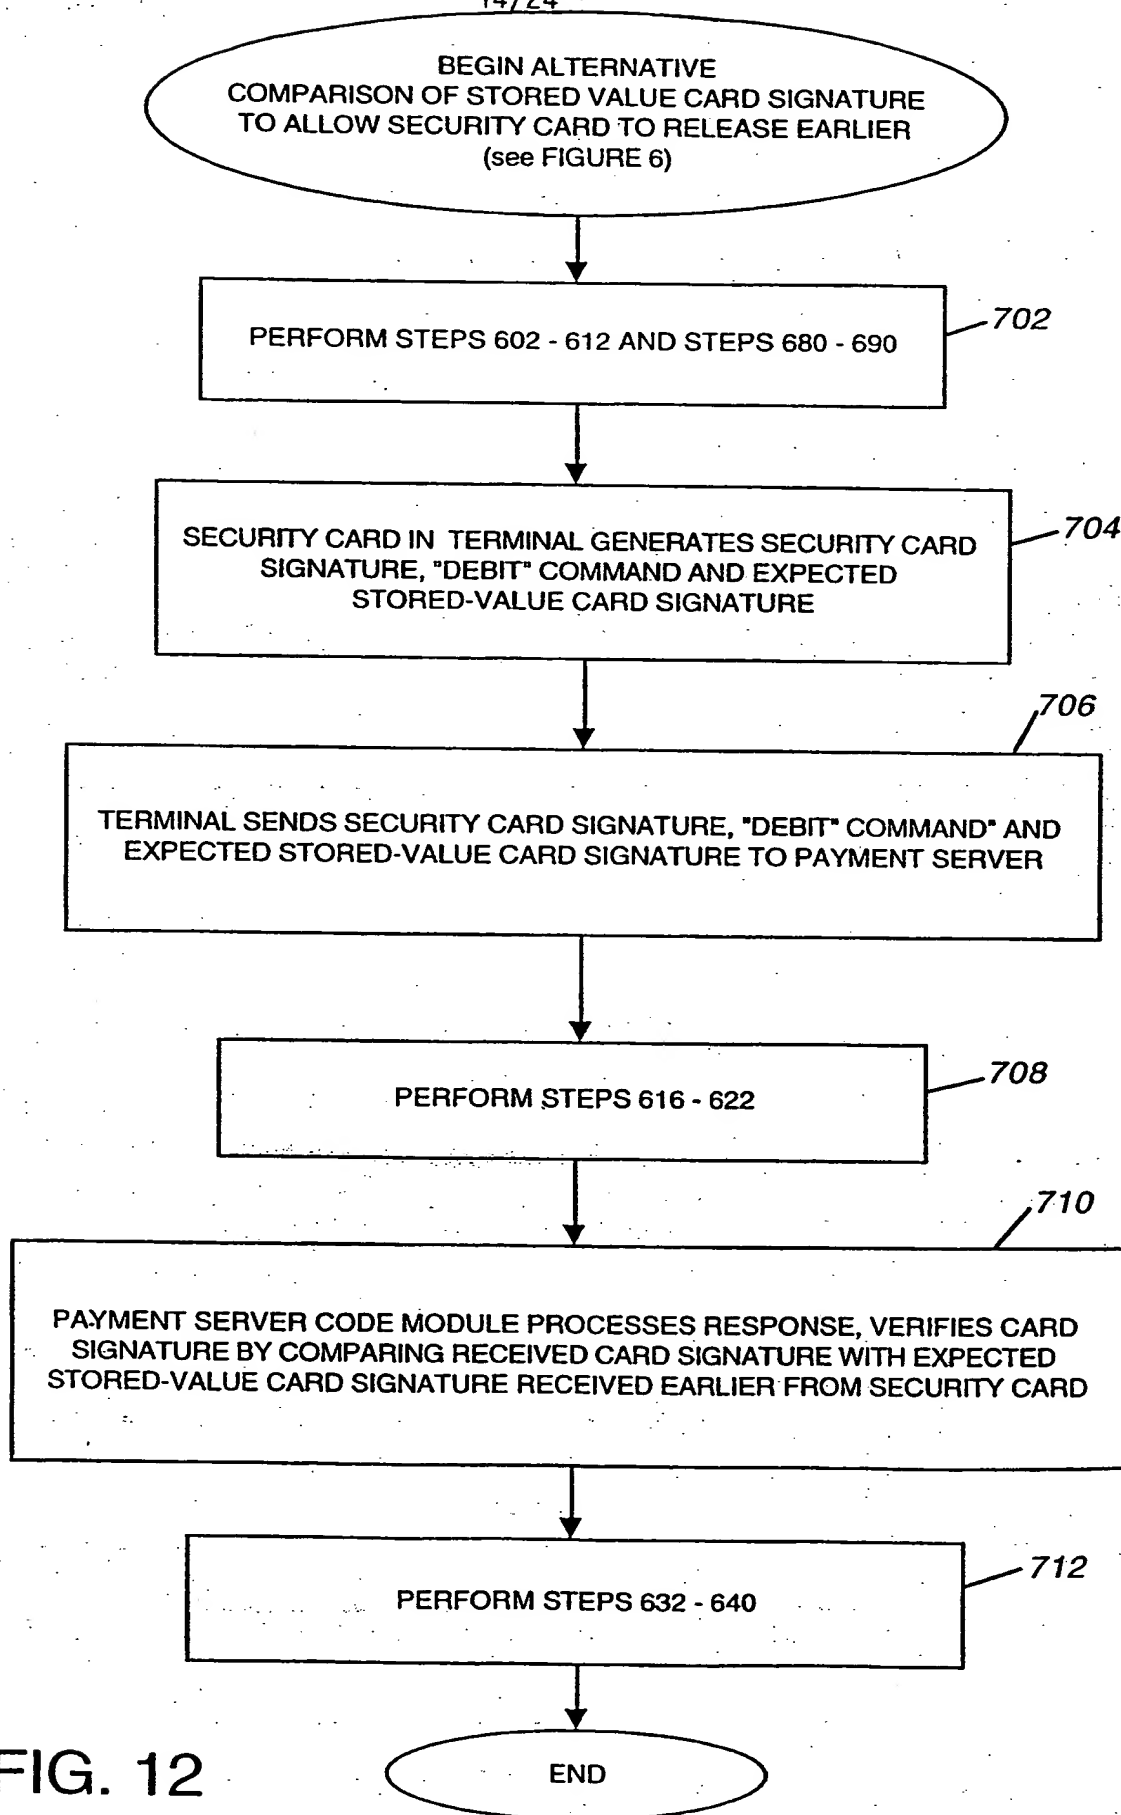 14/24
BEGIN ALTERNATIVE
COMPARISON OF STORED VALUE CARD SIGNATURE
TO ALLOW SECURITY CARD TO RELEASE EARLIER
(see FIGURE 6)
PERFORM STEPS 602 - 612 AND STEPS 680 - 690
702
SECURITY CARD IN TERMINAL GENERATES SECURITY CARD
SIGNATURE, "DEBIT" COMMAND AND EXPECTED
STORED-VALUE CARD SIGNATURE
704
706
TERMINAL SENDS SECURITY CARD SIGNATURE, "DEBIT" COMMAND" AND
EXPECTED STORED-VALUE CARD SIGNATURE TO PAYMENT SERVER
PERFORM STEPS 616 - 622
708
710
PAYMENT SERVER CODE MODULE PROCESSES RESPONSE, VERIFIES CARD
SIGNATURE BY COMPARING RECEIVED CARD SIGNATURE WITH EXPECTED
STORED-VALUE CARD SIGNATURE RECEIVED EARLIER FROM SECURITY CARD
PERFORM STEPS 632 - 640
712
END
FIG. 12